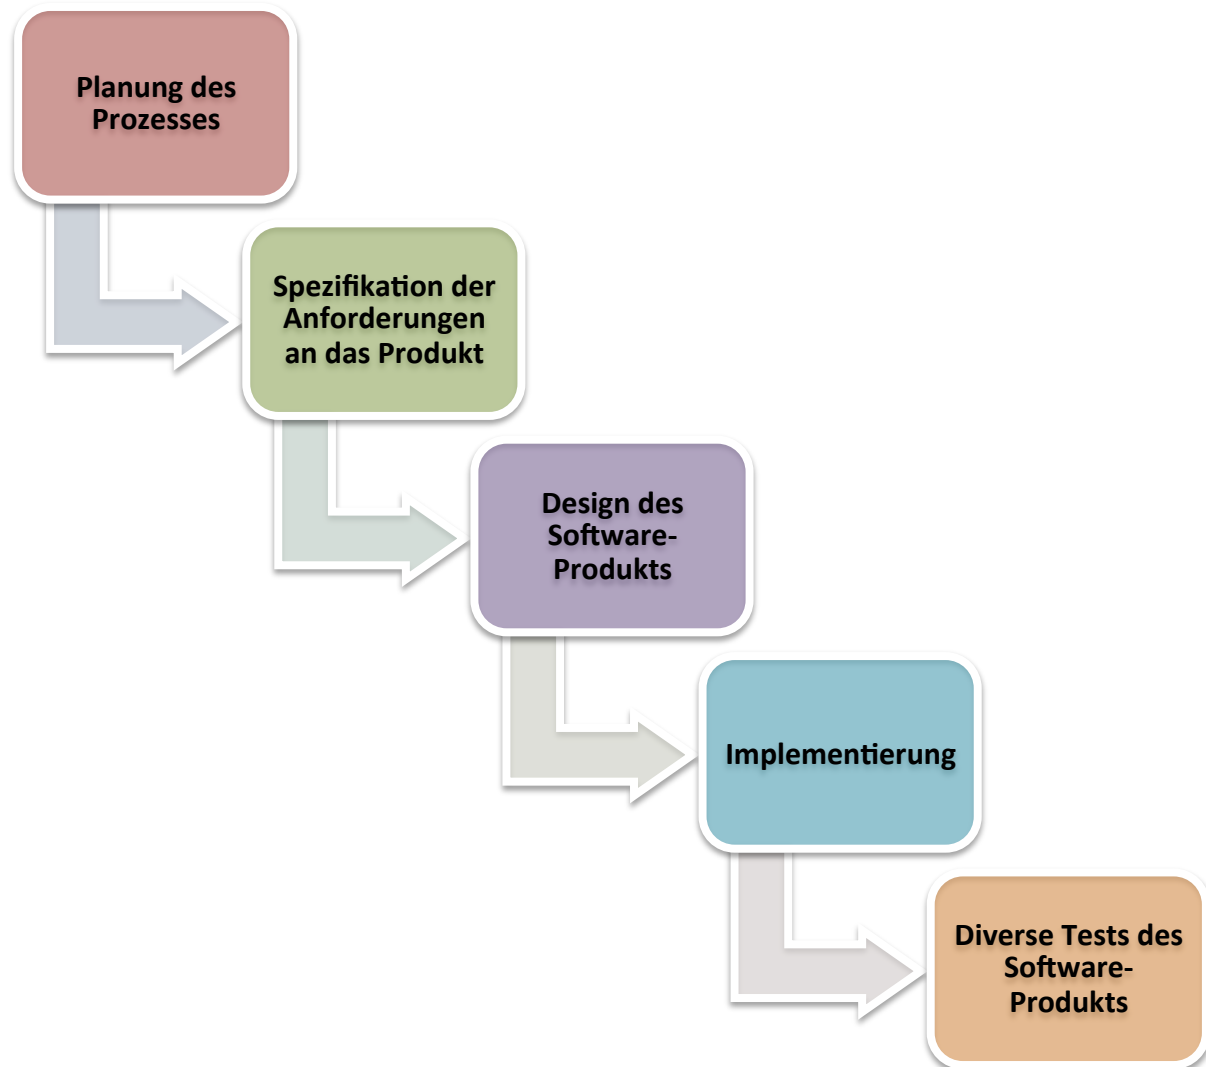 Planung des
Prozesses
Spezifikation der
Anforderungen
an das Produkt
Design des
Software-
Produkts
Implementierung
Diverse Tests des
Software-
Produkts